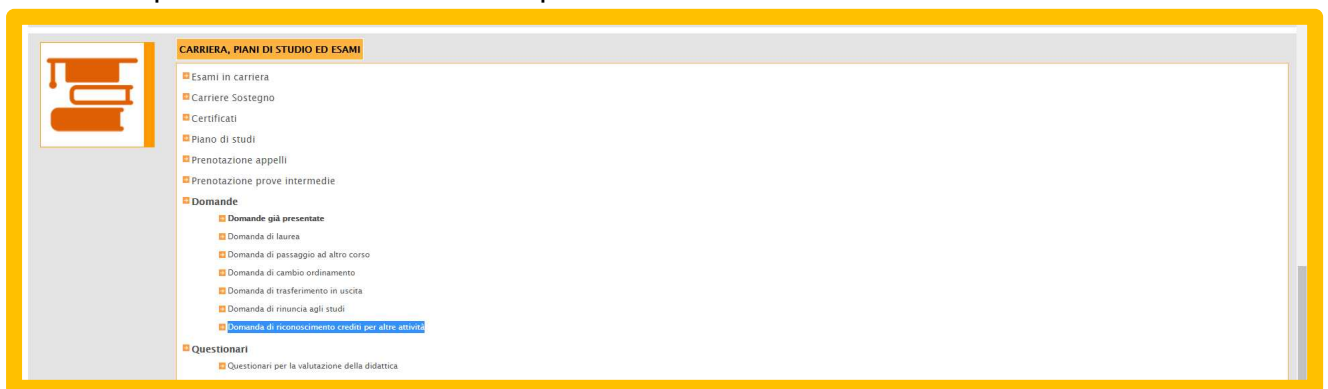 CARRIERA, PIANI DI STUDIO ED ESAMI
Esami in carriera
Carriere Sostegno
Certificati
Piano di studi
Prenotazione appelli
Prenotazione prove intermedie
Domande
Domande già presentate
Domanda di laurea
Domanda di passaggio ad altro corso
Domanda di cambio ordinamento
Domanda di trasferimento in uscita
Domanda di rinuncia agli studi
Domanda di riconoscimento crediti per altre attività
Questionari
Questionari per la valutazione della didattica